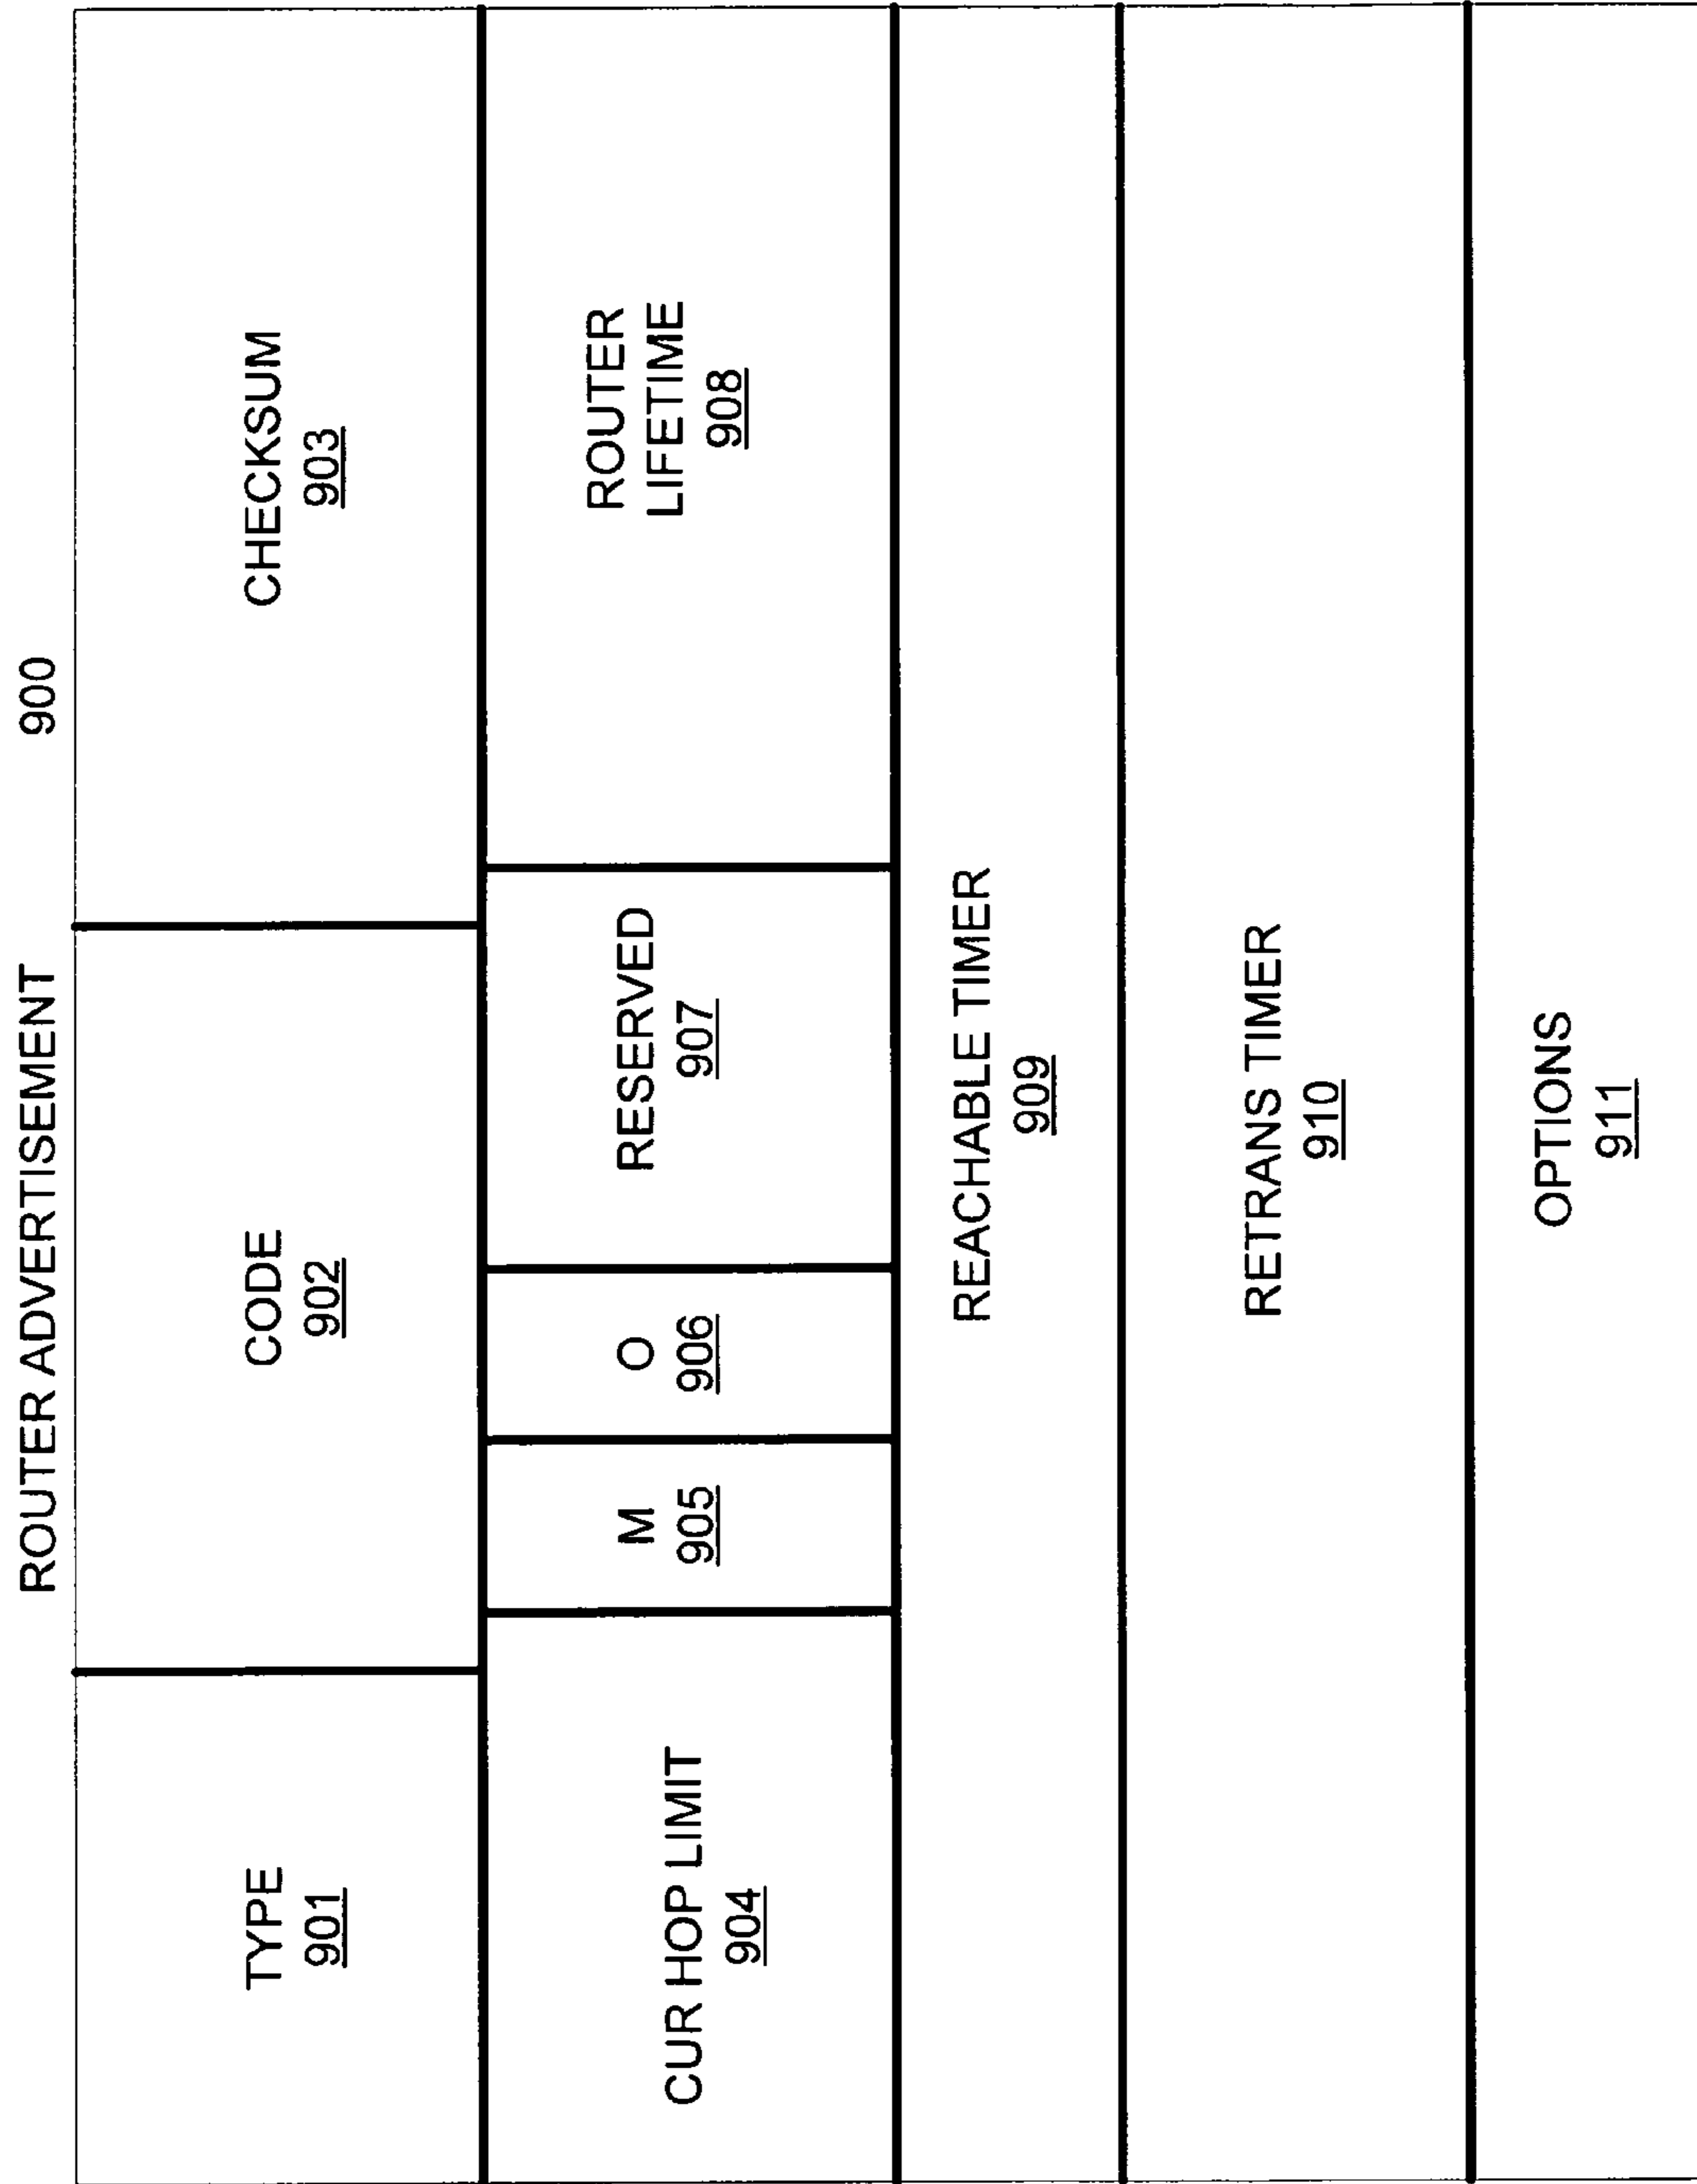 ROUTER ADVERTISEMENT 900
TYPE
901
CODE
902
CHECKSUM
903
CUR HOP LIMIT
904
M
905
O
906
RESERVED
907
ROUTER
LIFETIME
908
REACHABLE TIMER
909
RETRANS TIMER
910
OPTIONS
911